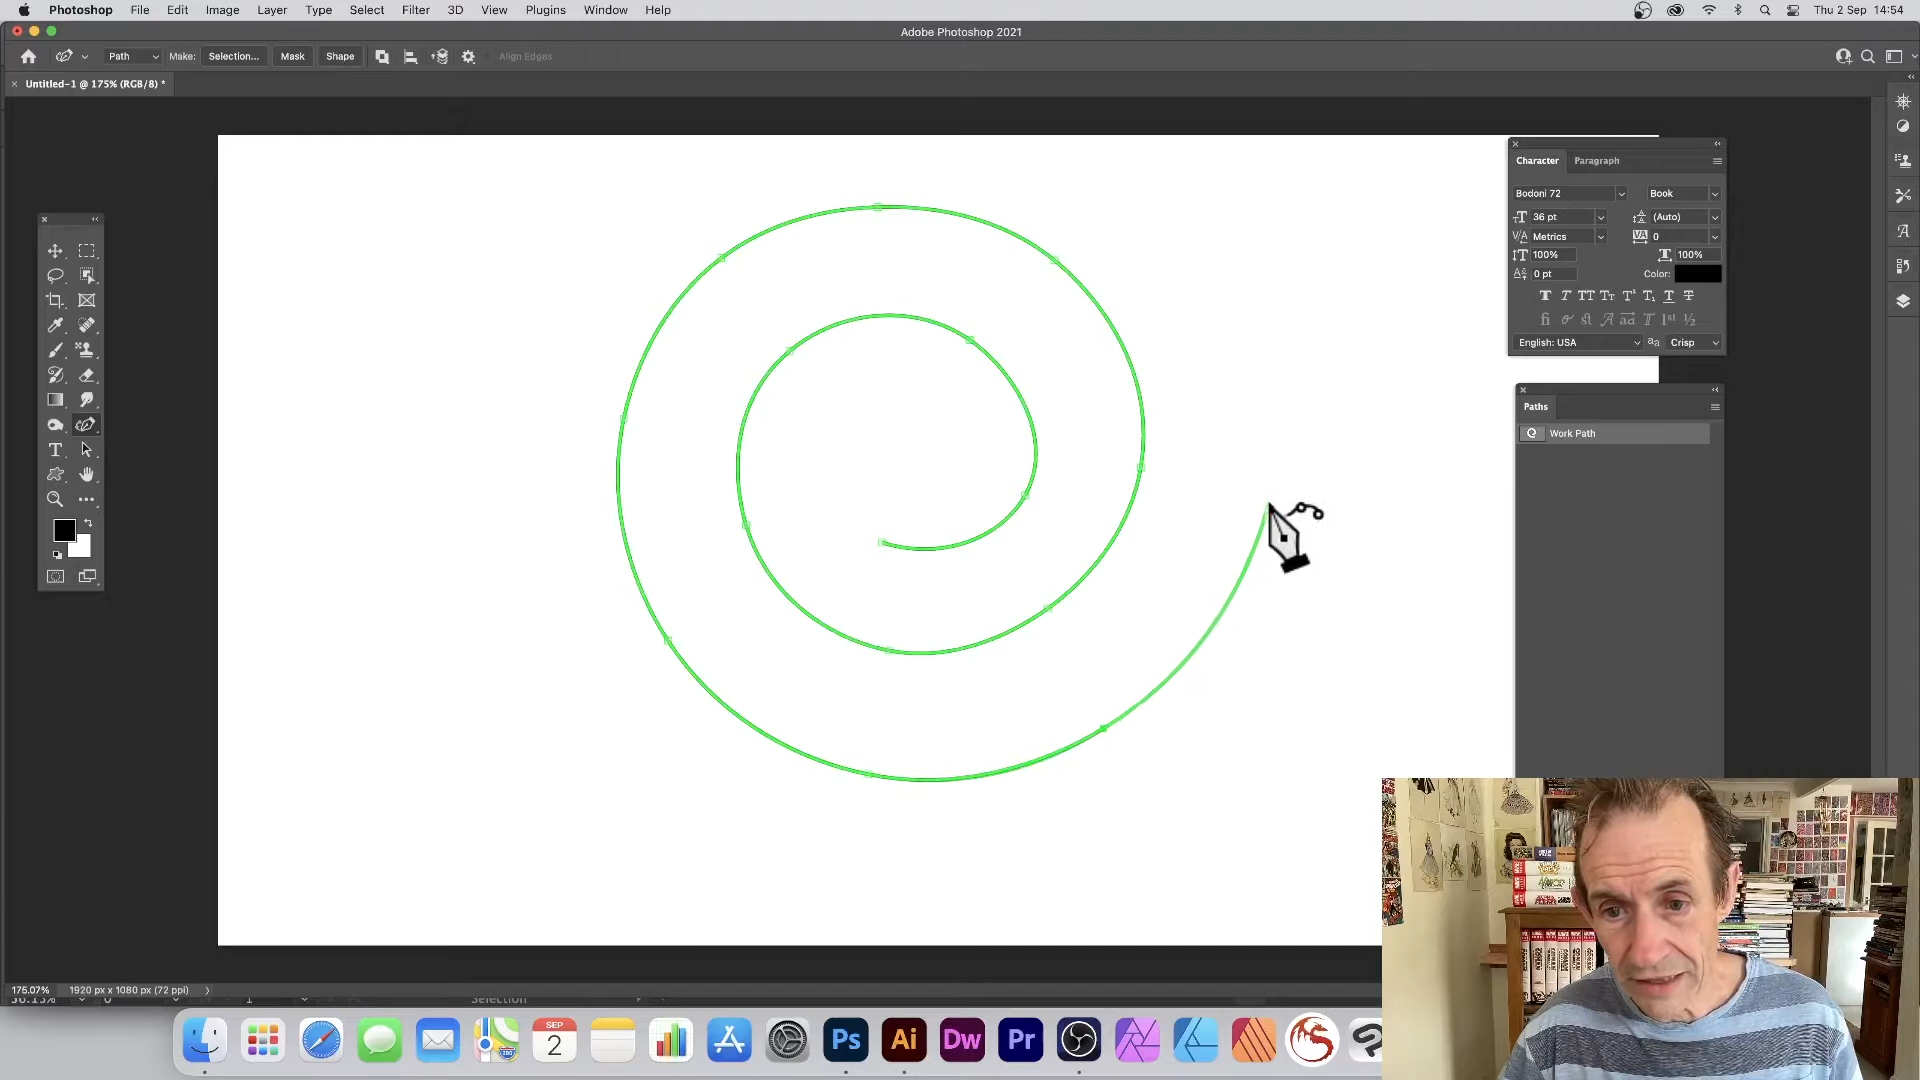 Photoshop File Edit Image Layer Type Select Filter 3D View Plugins Window Help Thu 2 Sep 14:54
Adobe Photoshop 2021
Path Make: Selection... Mask Shape Align Edges
Untitled-1 @ 175% (RGB/8) *
Character Paragraph
Bodoni 72 Book
36 pt (Auto)
Metrics 0
100% 100%
0 pt Color:
English: USA Crisp
Paths
Work Path
175.07% 1920 px x 1080 px (72 ppi)
Selection
SEP
2
Ps Ai Dw Pr